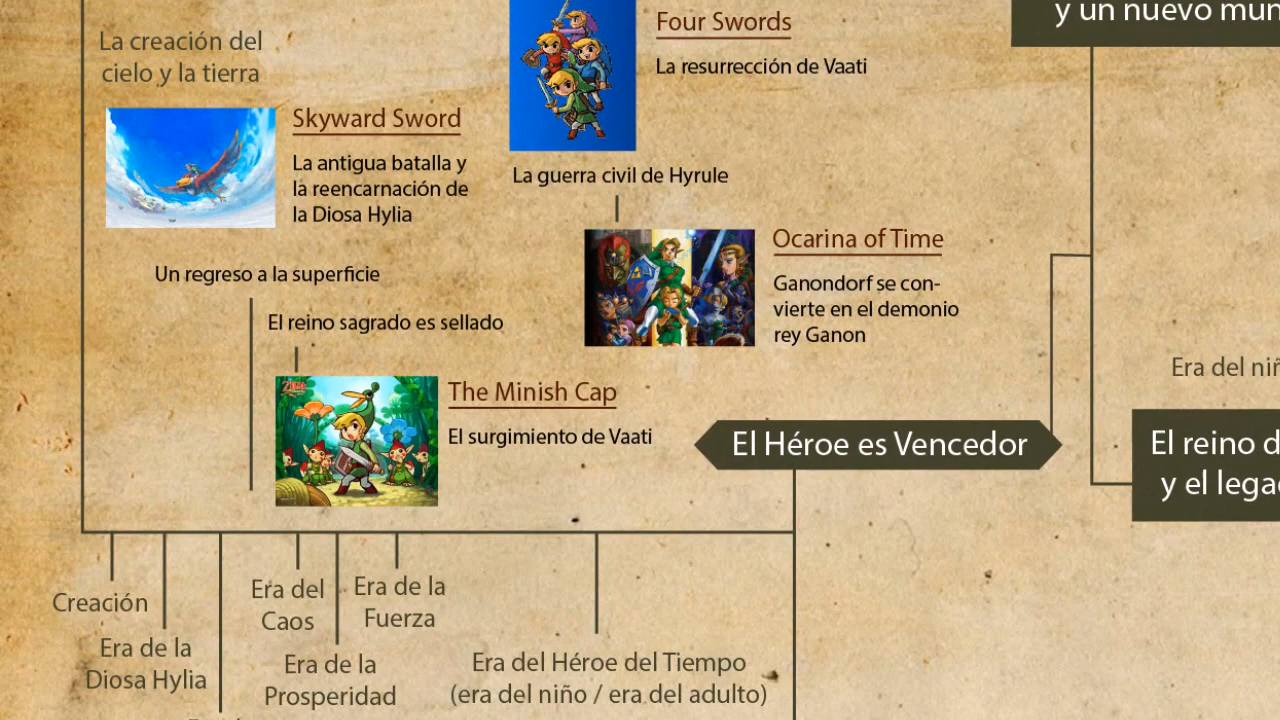 y un nuevo mun
La creación del
cielo y la tierra
Four Swords
La resurrección de Vaati
Skyward Sword
La antigua batalla y
la reencarnación de
la Diosa Hylia
La guerra civil de Hyrule
Ocarina of Time
Ganondorf se con-
vierte en el demonio
rey Ganon
Un regreso a la superficie
El reino sagrado es sellado
The Minish Cap
El surgimiento de Vaati
Era del niñ
El Héroe es Vencedor
El reino d
y el lega
Creación
Era de la
Diosa Hylia
Era del
Caos
Era de la
Prosperidad
Era de la
Fuerza
Era del Héroe del Tiempo
(era del niño / era del adulto)